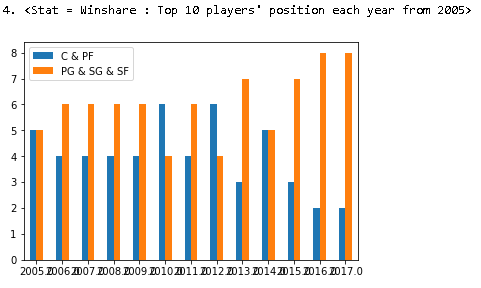 4. <Stat = Winshare : Top 10 players' position each year from 2005>
C & PF
PG & SG & SF
8
7
6
5
4
3
2
1
0
2005.0 2006.0 2007.0 2008.0 2009.0 2010.0 2011.0 2012.0 2013.0 2014.0 2015.0 2016.0 2017.0